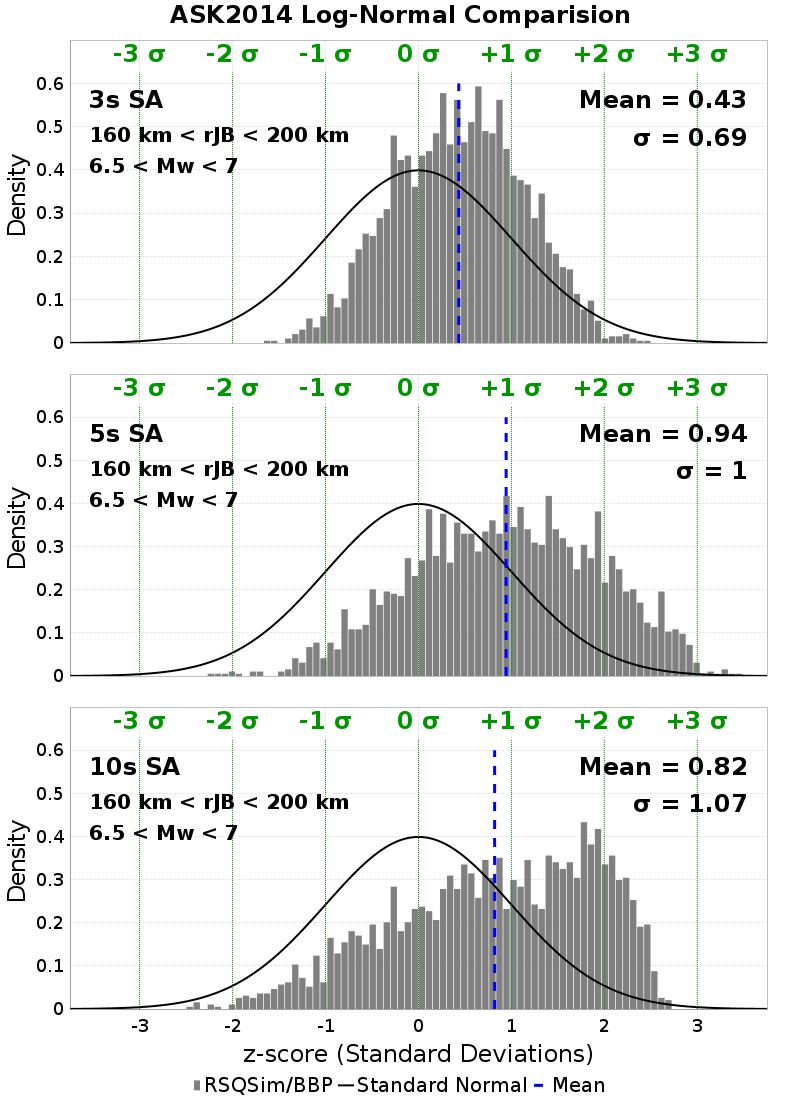 ASK2014 Log-Normal Comparision
-3 σ -2 σ -1 σ 0 σ +1 σ +2 σ +3 σ
0.6
3s SA Mean = 0.43
0.5 160 km < rJB < 200 km σ = 0.69
6.5 < Mw < 7
0.4
0.3
0.2
0.1
0
Density
-3 σ -2 σ -1 σ 0 σ +1 σ +2 σ +3 σ
0.6
5s SA Mean = 0.94
0.5 160 km < rJB < 200 km σ = 1
6.5 < Mw < 7
0.4
0.3
0.2
0.1
0
Density
-3 σ -2 σ -1 σ 0 σ +1 σ +2 σ +3 σ
0.6
10s SA Mean = 0.82
0.5 160 km < rJB < 200 km σ = 1.07
6.5 < Mw < 7
0.4
0.3
0.2
0.1
0
Density
-3 -2 -1 0 1 2 3
z-score (Standard Deviations)
RSQSim/BBP Standard Normal Mean